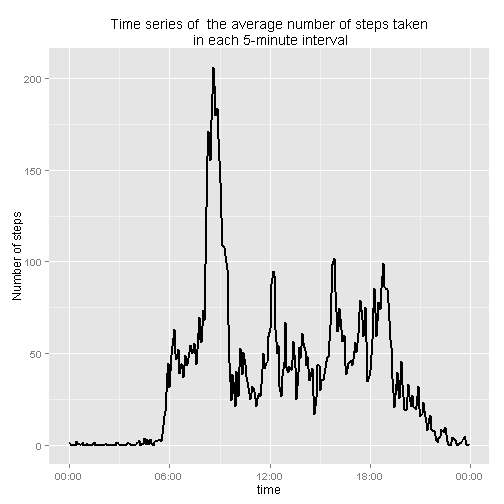 Time series of  the average number of steps taken
in each 5-minute interval
Number of steps
200
150
100
50
0
00:00 06:00 12:00 18:00 00:00
time